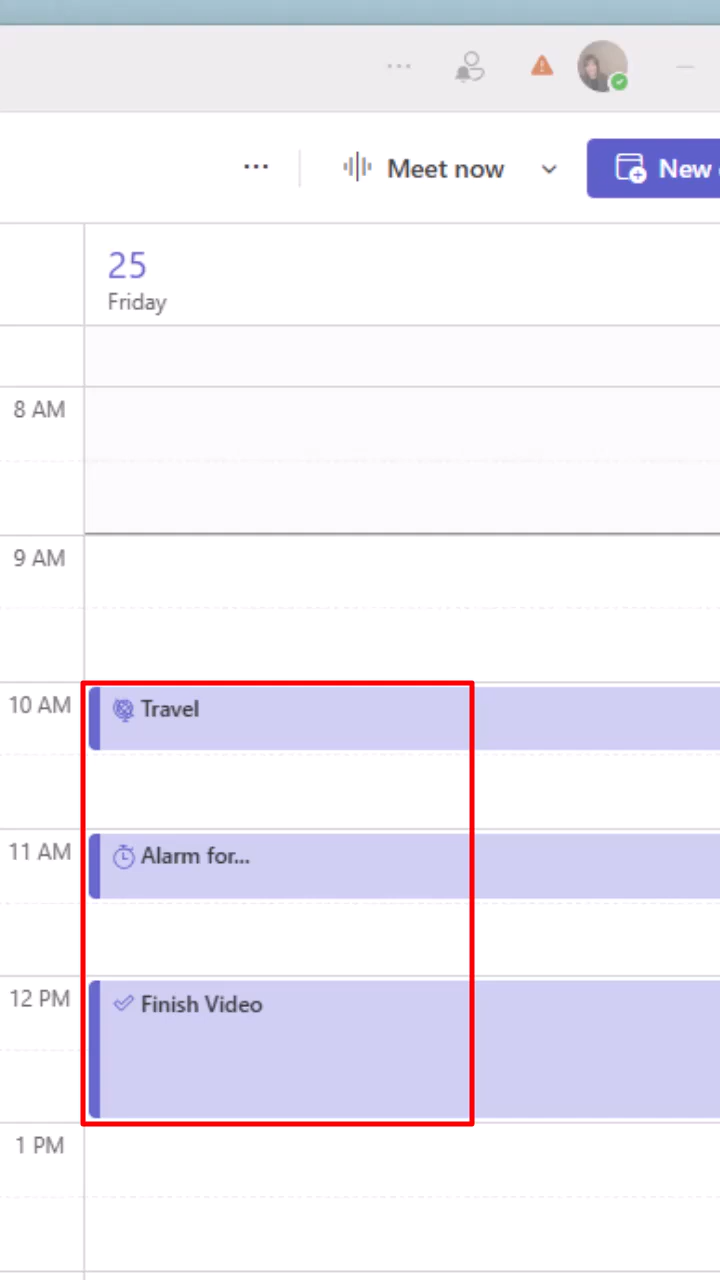 ...
... Meet now New
25
Friday
8 AM
9 AM
10 AM Travel
11 AM Alarm for...
12 PM Finish Video
1 PM